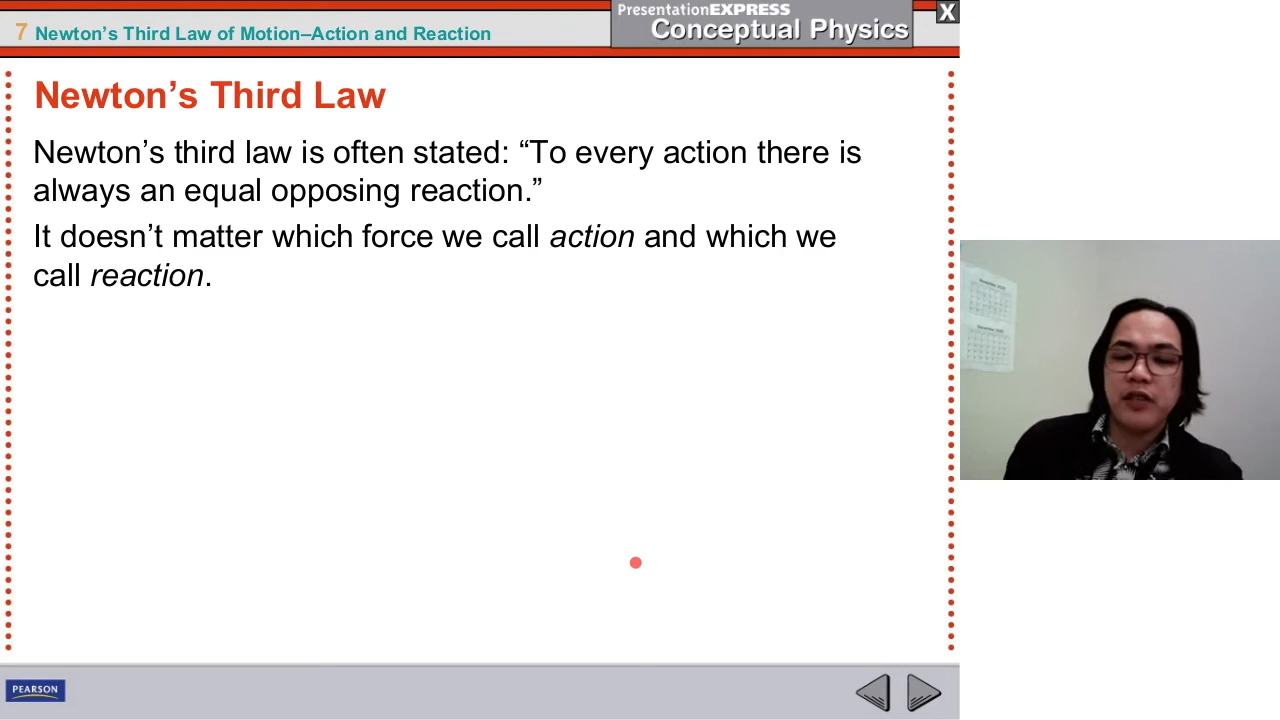 7 Newton’s Third Law of Motion–Action and Reaction
PresentationEXPRESS
Conceptual Physics
X
Newton’s Third Law
Newton’s third law is often stated: “To every action there is
always an equal opposing reaction.”
It doesn’t matter which force we call action and which we
call reaction.
PEARSON